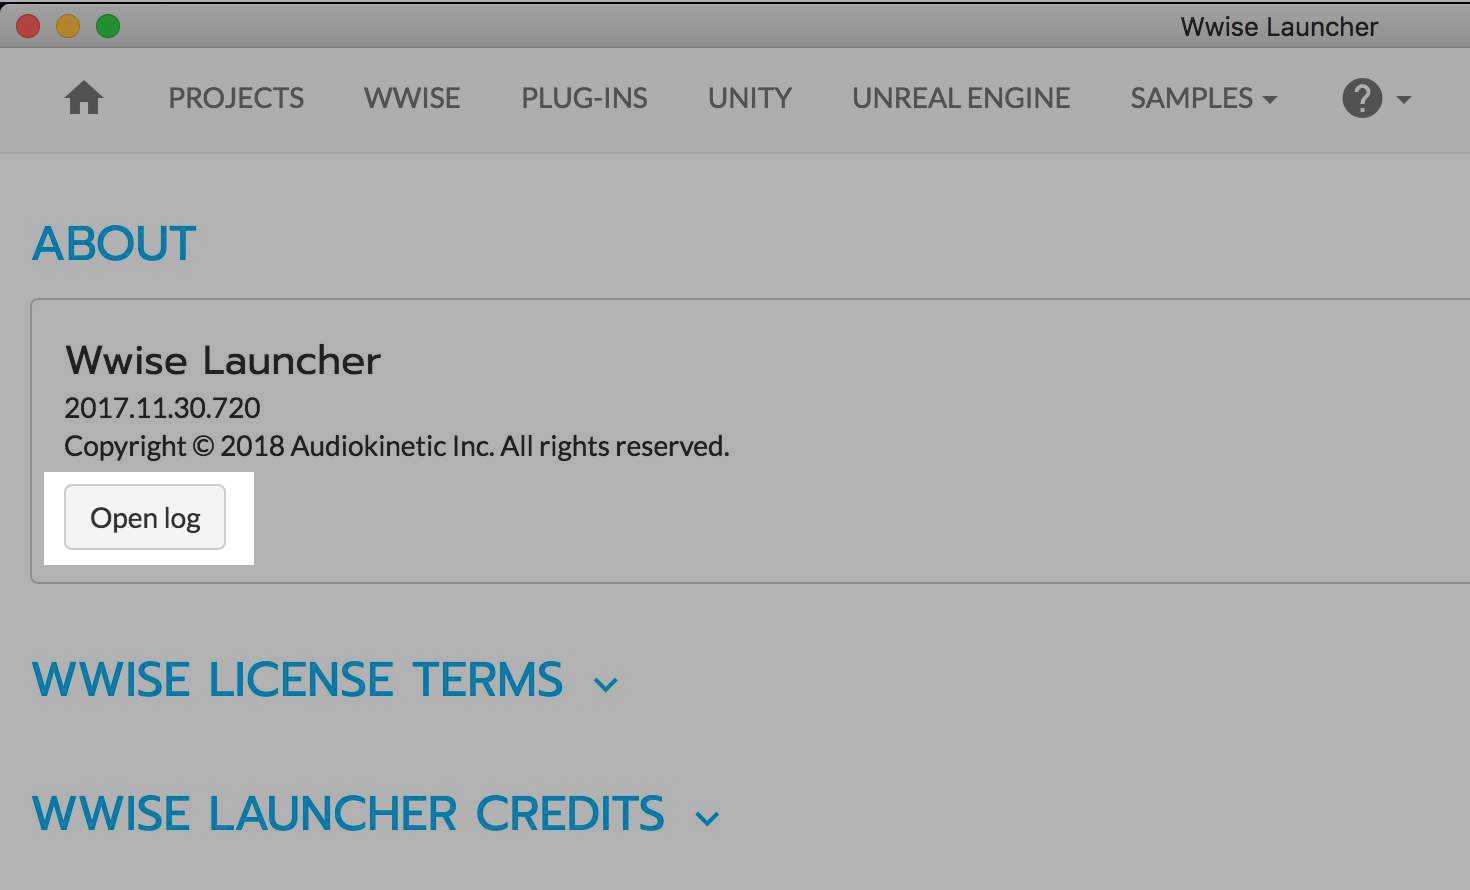 Wwise Launcher
PROJECTS WWISE PLUG-INS UNITY UNREAL ENGINE SAMPLES ?
ABOUT
Wwise Launcher
2017.11.30.720
Copyright © 2018 Audiokinetic Inc. All rights reserved.
Open log
WWISE LICENSE TERMS
WWISE LAUNCHER CREDITS